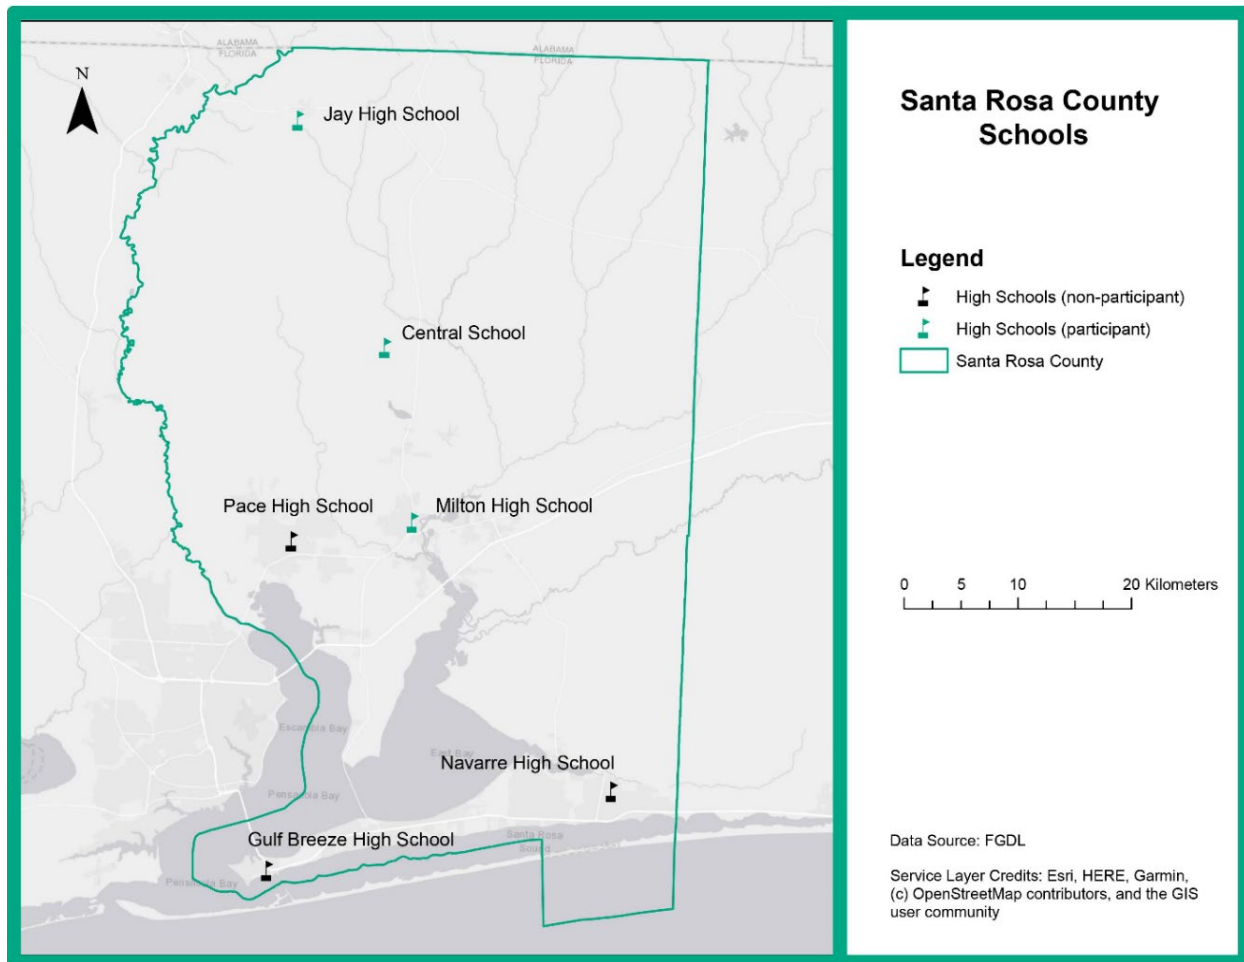 ALABAMA
FLORIDA
ALABAMA
FLORIDA
N
Jay High School
Central School
Pace High School
Milton High School
Escambia Bay
East Bay
Navarre High School
Pensacola Bay
Gulf Breeze High School
Santa Rosa
Sound
Pensacola Bay
Santa Rosa County
Schools
Legend
High Schools (non-participant)
High Schools (participant)
Santa Rosa County
0 5 10 20 Kilometers
Data Source: FGDL
Service Layer Credits: Esri, HERE, Garmin,
(c) OpenStreetMap contributors, and the GIS
user community